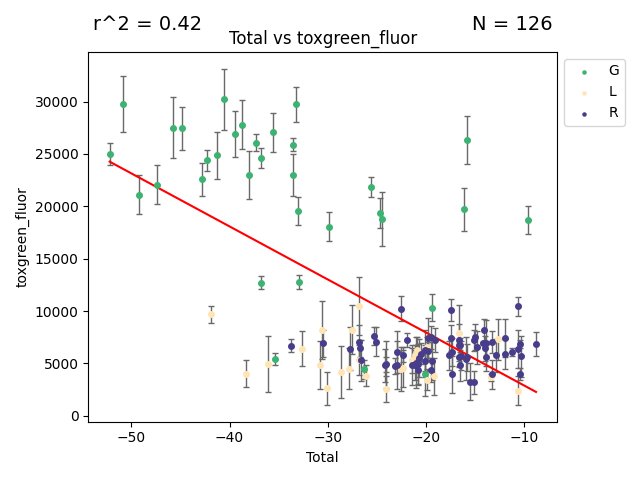 r^2 = 0.42
N = 126
Total vs toxgreen_fluor
G
L
R
30000
25000
20000
15000
10000
5000
0
toxgreen_fluor
−50
−40
−30
−20
−10
Total